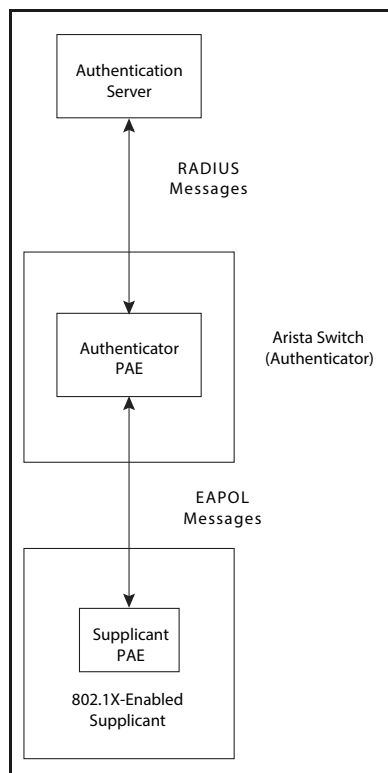 Authentication
Server
RADIUS
Messages
Authenticator
PAE
Arista Switch
(Authenticator)
EAPOL
Messages
Supplicant
PAE
802.1X-Enabled
Supplicant